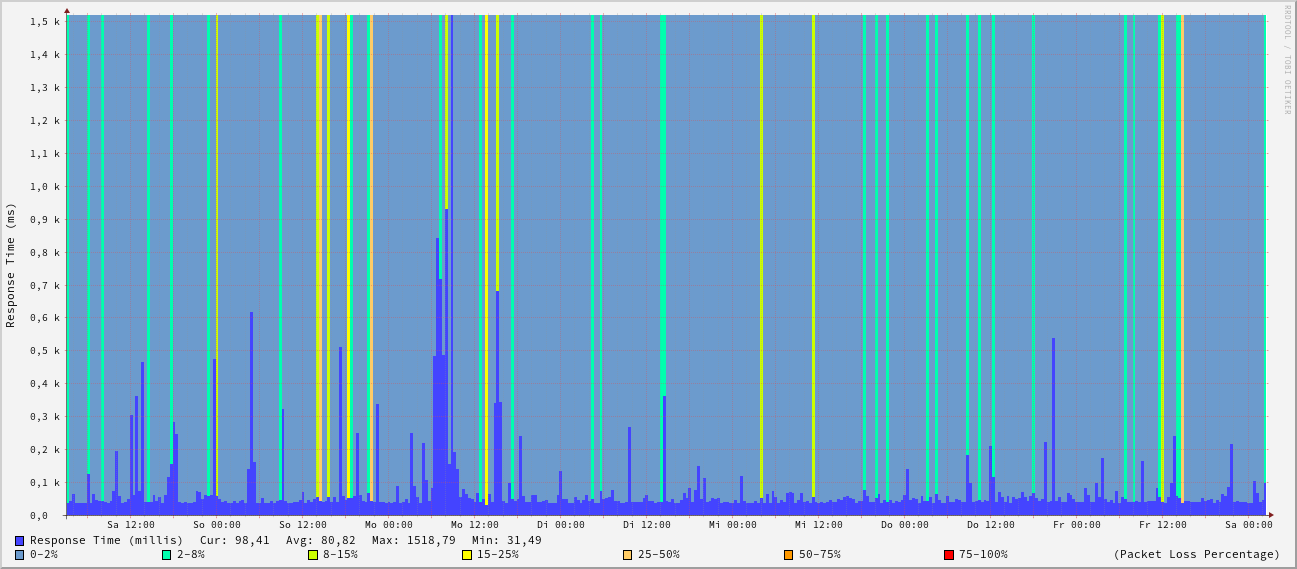 RRDTOOL / TOBI OETIKER
Response Time (ms)
1,5 k
1,4 k
1,3 k
1,2 k
1,1 k
1,0 k
0,9 k
0,8 k
0,7 k
0,6 k
0,5 k
0,4 k
0,3 k
0,2 k
0,1 k
0,0
Sa 12:00 So 00:00 So 12:00 Mo 00:00 Mo 12:00 Di 00:00 Di 12:00 Mi 00:00 Mi 12:00 Do 00:00 Do 12:00 Fr 00:00 Fr 12:00 Sa 00:00
Response Time (millis) Cur: 98,41 Avg: 80,82 Max: 1518,79 Min: 31,49
0-2% 2-8% 8-15% 15-25% 25-50% 50-75% 75-100% (Packet Loss Percentage)